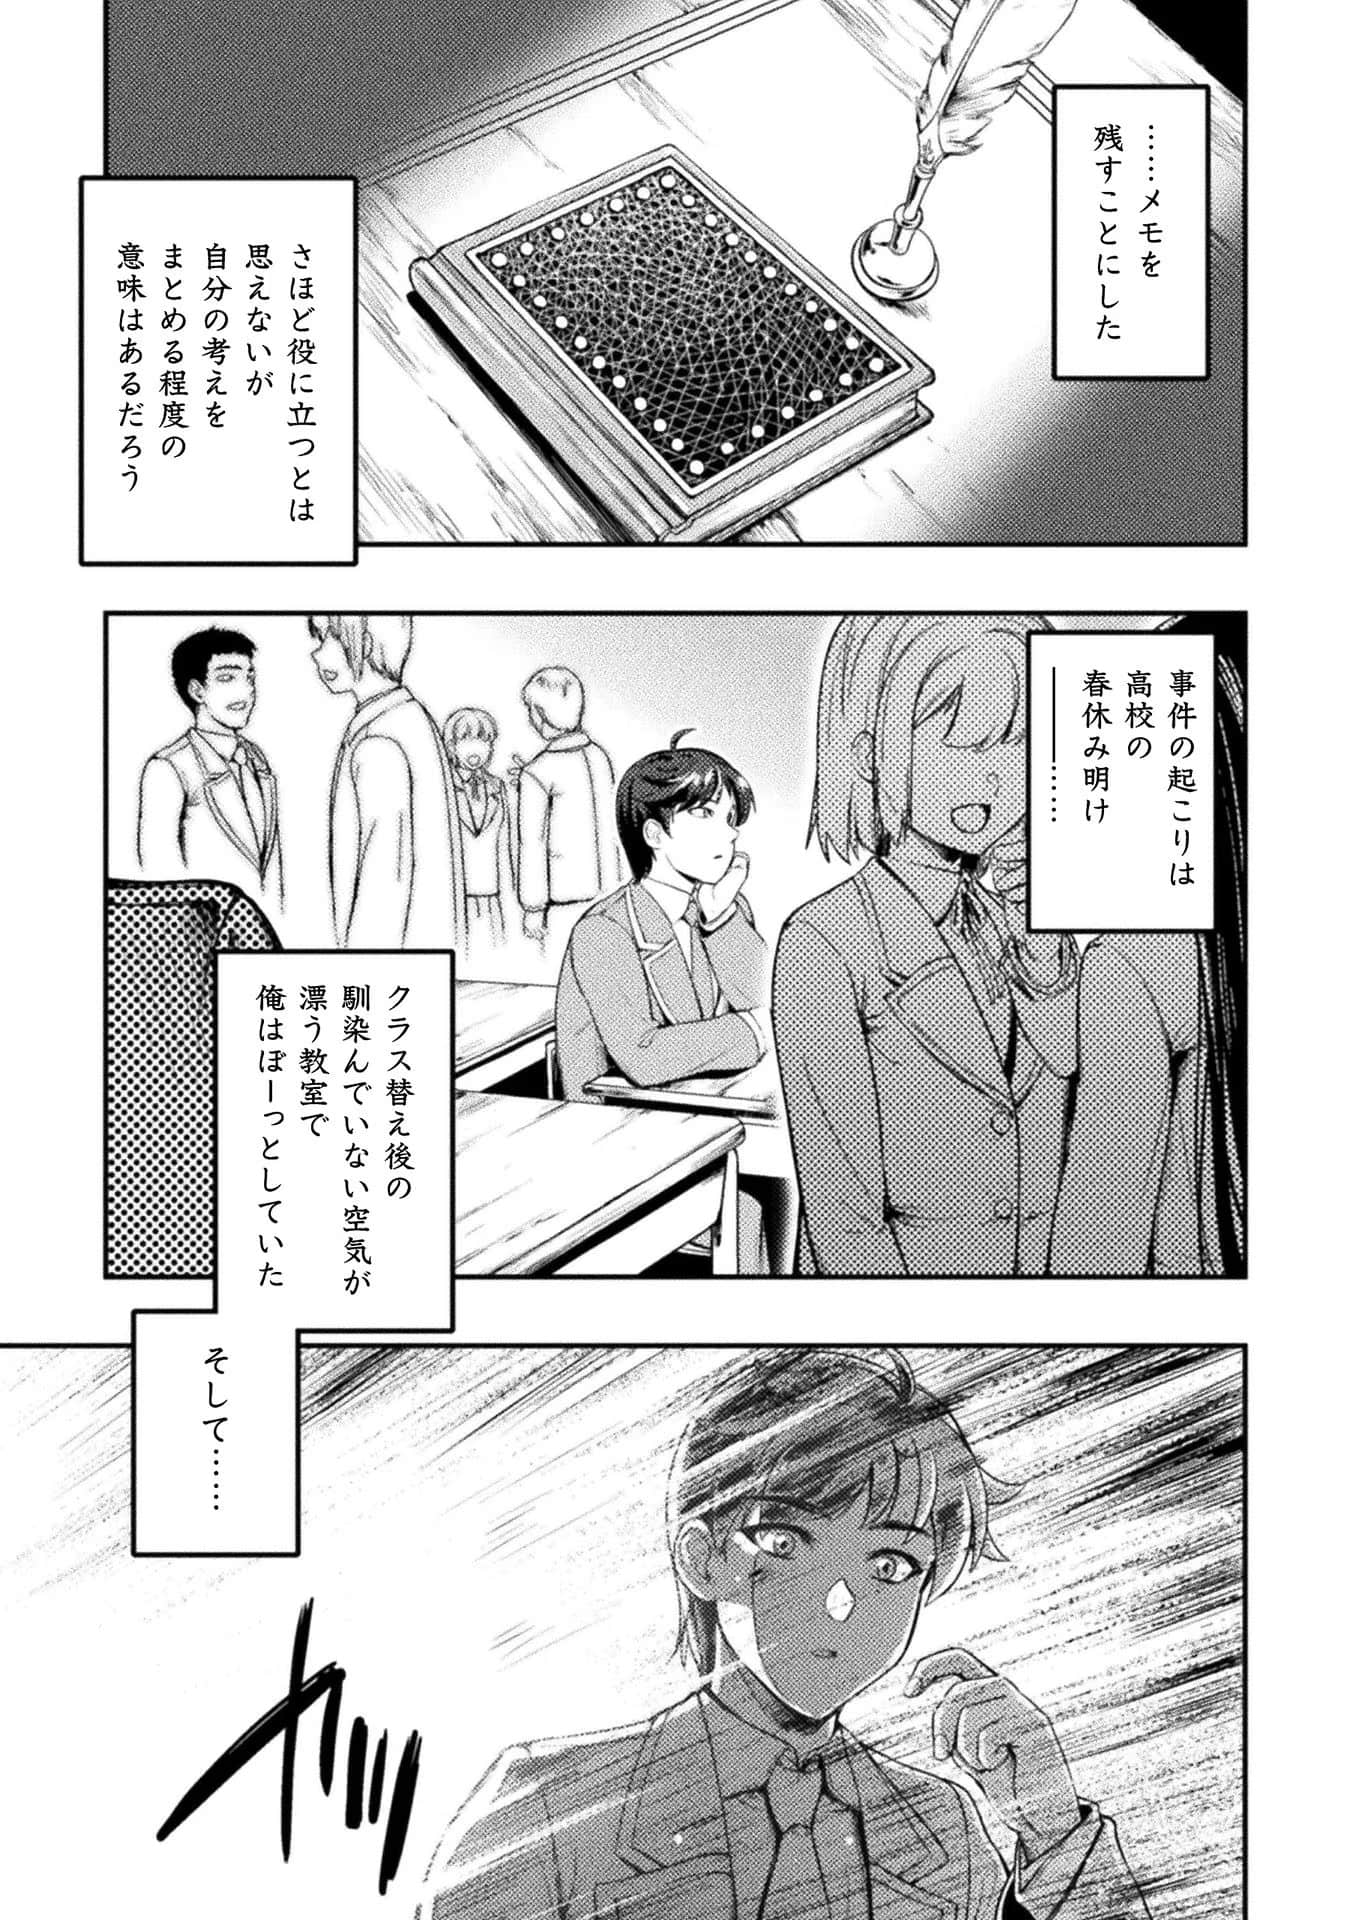 ……メモを
残すことにした
さほど役に立つとは
思えないが
自分の考えを
まとめる程度の
意味はあるだろう
事件の起こりは
高校の
春休み明け
――……
クラス替え後の
馴染んでいない空気が
漂う教室で
俺はぼーっとしていた
そして……
カッ